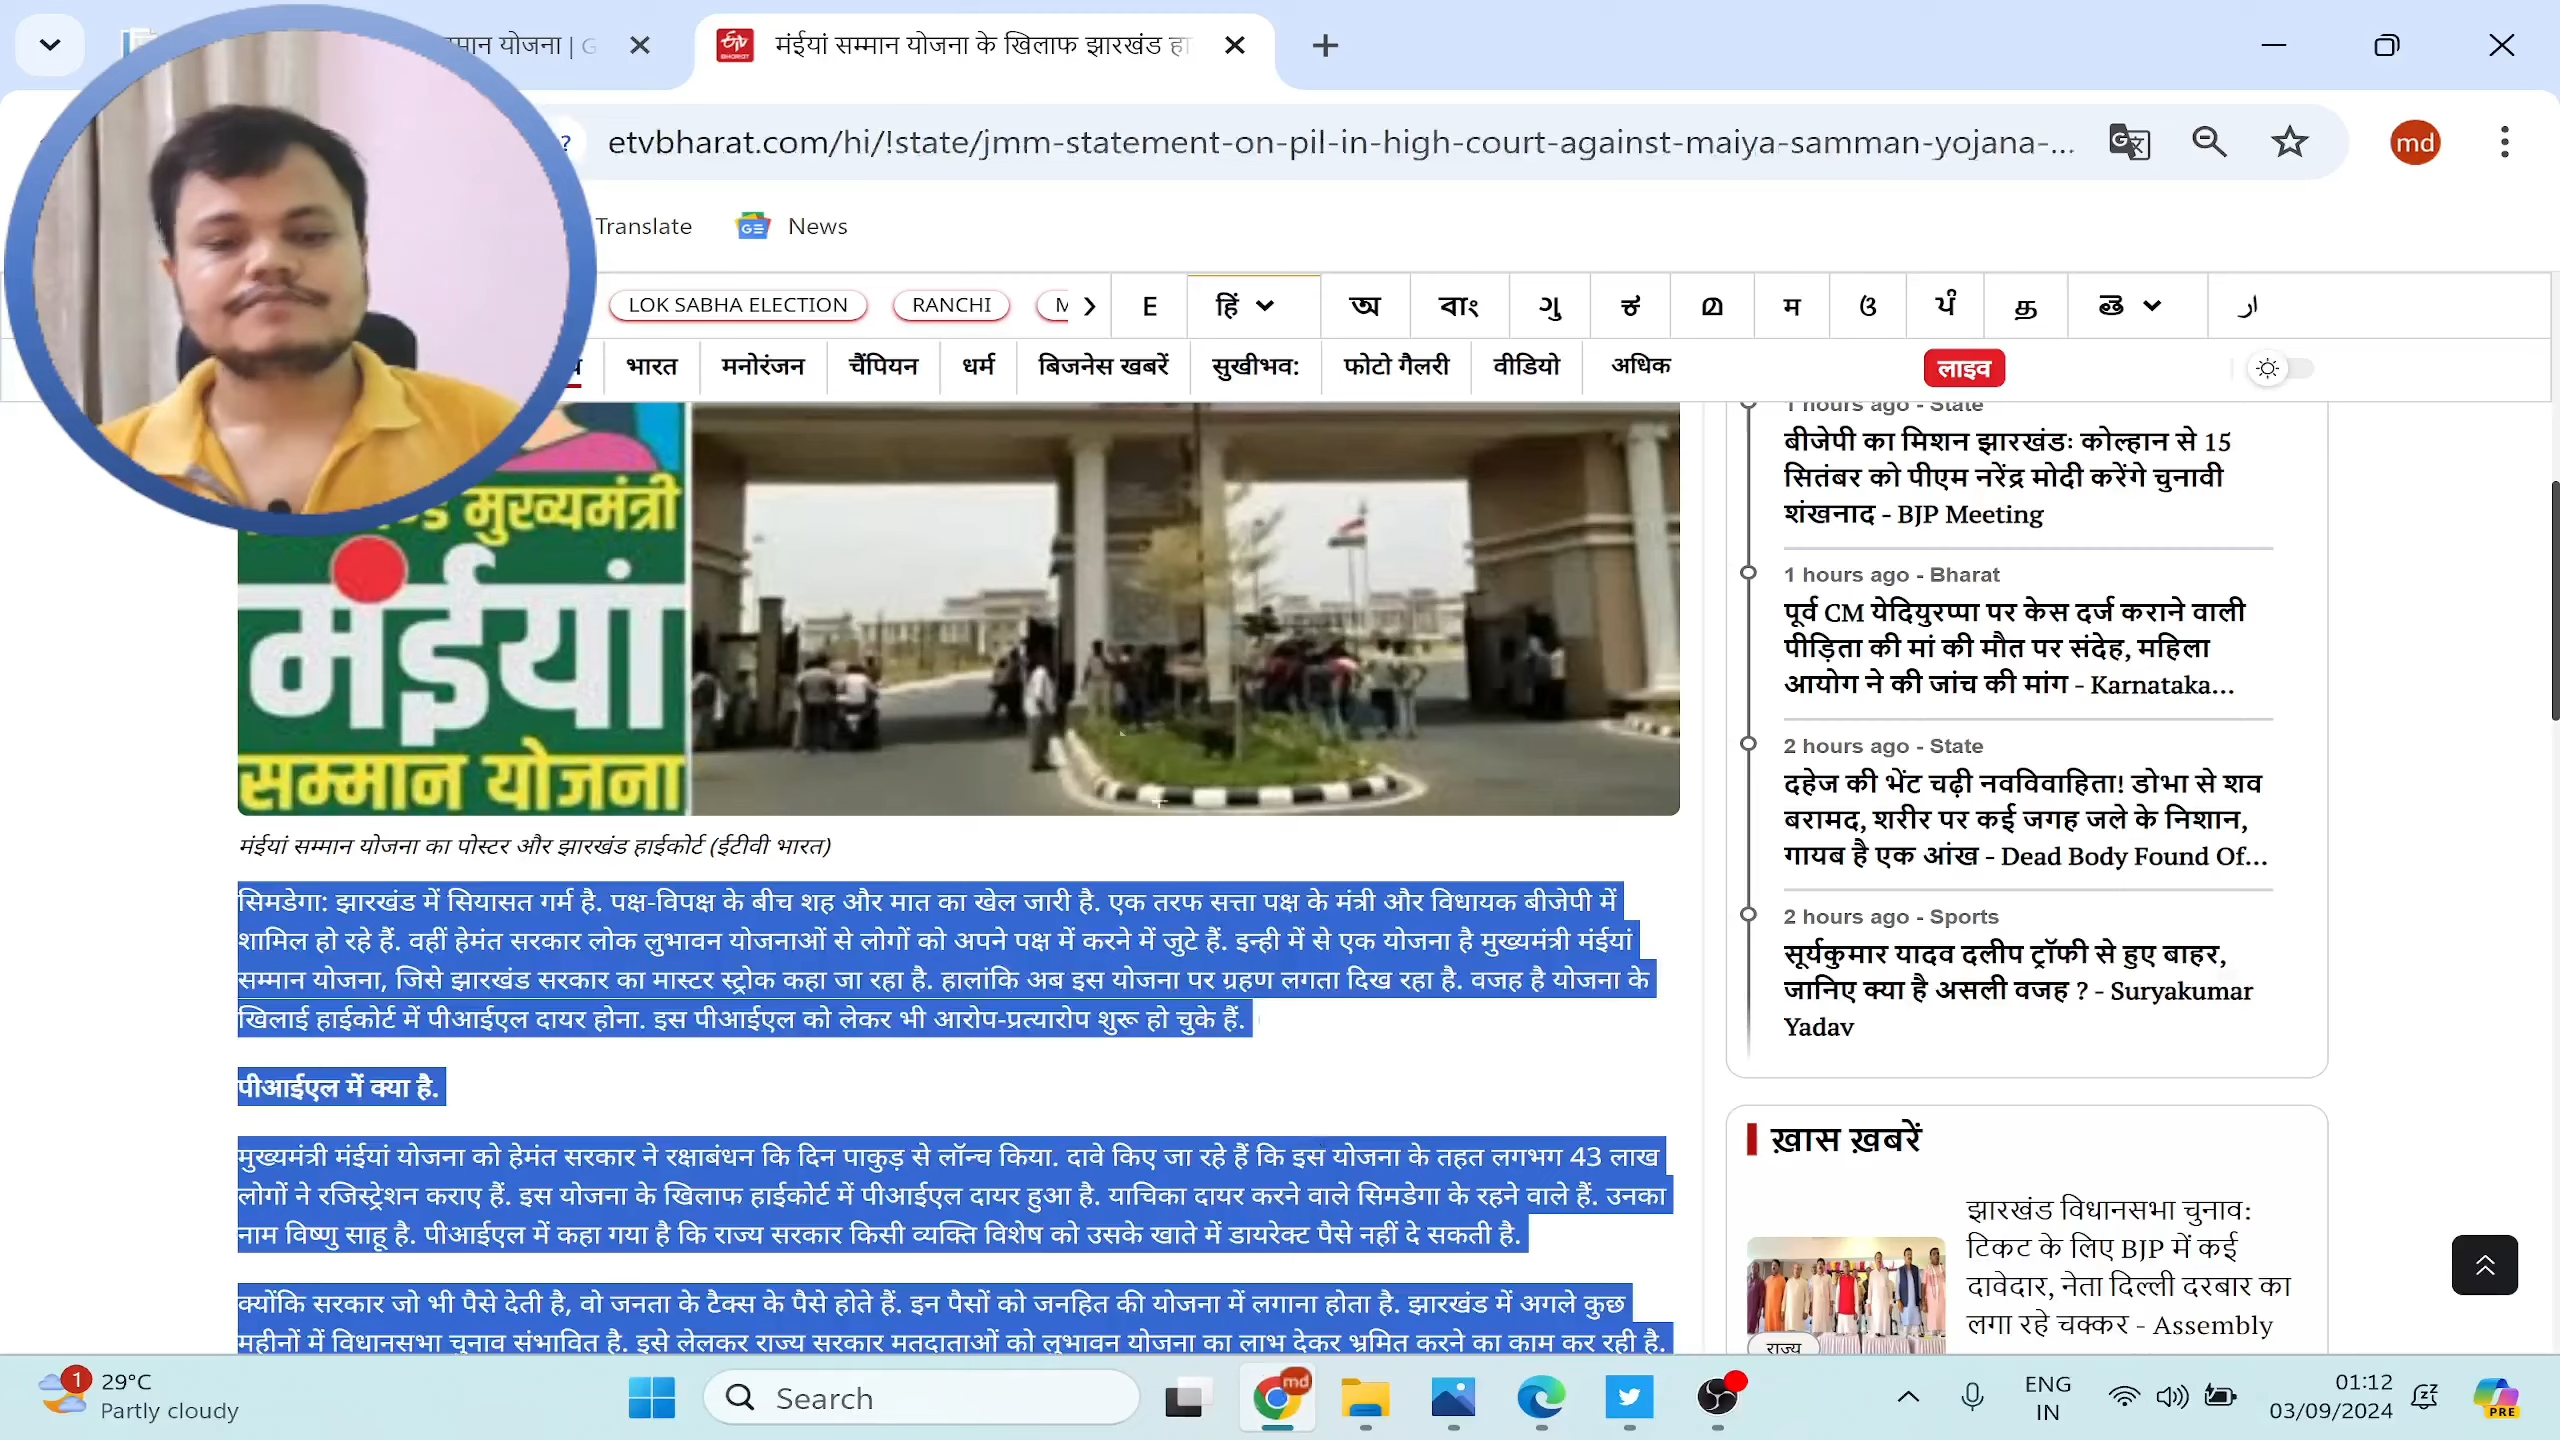 मान योजना | G
मंईयां सम्मान योजना के खिलाफ झारखंड हा
etvbharat.com/hi/!state/jmm-statement-on-pil-in-high-court-against-maiya-samman-yojana-...
md
Translate
News
LOK SABHA ELECTION
RANCHI
E
हिं
অ
বাং
ગુ
ಕ
മ
म
ଓ
ਪੰ
த
తె
ار
भारत
मनोरंजन
चैंपियन
धर्म
बिजनेस खबरें
सुखीभव:
फोटो गैलरी
वीडियो
अधिक
लाइव
मुख्यमंत्री
मंईयां
सम्मान योजना
मंईयां सम्मान योजना का पोस्टर और झारखंड हाईकोर्ट (ईटीवी भारत)
सिमडेगा: झारखंड में सियासत गर्म है. पक्ष-विपक्ष के बीच शह और मात का खेल जारी है. एक तरफ सत्ता पक्ष के मंत्री और विधायक बीजेपी में
शामिल हो रहे हैं. वहीं हेमंत सरकार लोक लुभावन योजनाओं से लोगों को अपने पक्ष में करने में जुटे हैं. इन्ही में से एक योजना है मुख्यमंत्री मंईयां
सम्मान योजना, जिसे झारखंड सरकार का मास्टर स्ट्रोक कहा जा रहा है. हालांकि अब इस योजना पर ग्रहण लगता दिख रहा है. वजह है योजना के
खिलाई हाईकोर्ट में पीआईएल दायर होना. इस पीआईएल को लेकर भी आरोप-प्रत्यारोप शुरू हो चुके हैं.
पीआईएल में क्या है.
मुख्यमंत्री मंईयां योजना को हेमंत सरकार ने रक्षाबंधन कि दिन पाकुड़ से लॉन्च किया. दावे किए जा रहे हैं कि इस योजना के तहत लगभग 43 लाख
लोगों ने रजिस्ट्रेशन कराए हैं. इस योजना के खिलाफ हाईकोर्ट में पीआईएल दायर हुआ है. याचिका दायर करने वाले सिमडेगा के रहने वाले हैं. उनका
नाम विष्णु साहू है. पीआईएल में कहा गया है कि राज्य सरकार किसी व्यक्ति विशेष को उसके खाते में डायरेक्ट पैसे नहीं दे सकती है.
क्योंकि सरकार जो भी पैसे देती है, वो जनता के टैक्स के पैसे होते हैं. इन पैसों को जनहित की योजना में लगाना होता है. झारखंड में अगले कुछ
महीनों में विधानसभा चुनाव संभावित है. इसे लेलकर राज्य सरकार मतदाताओं को लुभावन योजना का लाभ देकर भ्रमित करने का काम कर रही है.
1 hours ago - State
बीजेपी का मिशन झारखंडः कोल्हान से 15
सितंबर को पीएम नरेंद्र मोदी करेंगे चुनावी
शंखनाद - BJP Meeting
1 hours ago - Bharat
पूर्व CM येदियुरप्पा पर केस दर्ज कराने वाली
पीड़िता की मां की मौत पर संदेह, महिला
आयोग ने की जांच की मांग - Karnataka...
2 hours ago - State
दहेज की भेंट चढ़ी नवविवाहिता! डोभा से शव
बरामद, शरीर पर कई जगह जले के निशान,
गायब है एक आंख - Dead Body Found Of...
2 hours ago - Sports
सूर्यकुमार यादव दलीप ट्रॉफी से हुए बाहर,
जानिए क्या है असली वजह ? - Suryakumar
Yadav
ख़ास ख़बरें
झारखंड विधानसभा चुनाव:
टिकट के लिए BJP में कई
दावेदार, नेता दिल्ली दरबार का
लगा रहे चक्कर - Assembly
राज्य
1
29°C
Partly cloudy
Search
md
ENG
IN
01:12
03/09/2024
PRE